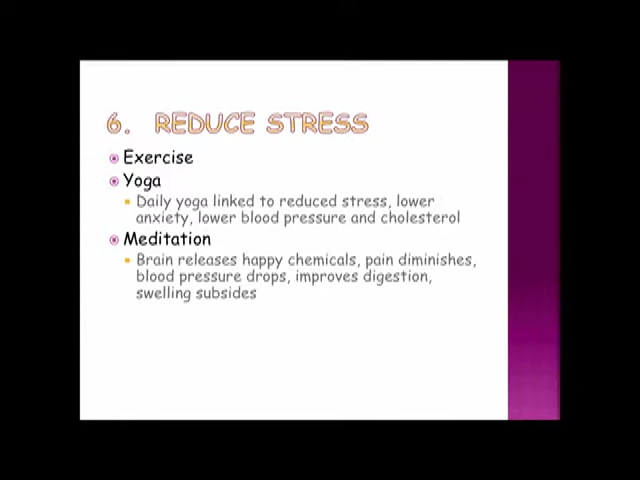 6. REDUCE STRESS
Exercise
Yoga
Daily yoga linked to reduced stress, lower
anxiety, lower blood pressure and cholesterol
Meditation
Brain releases happy chemicals, pain diminishes,
blood pressure drops, improves digestion,
swelling subsides